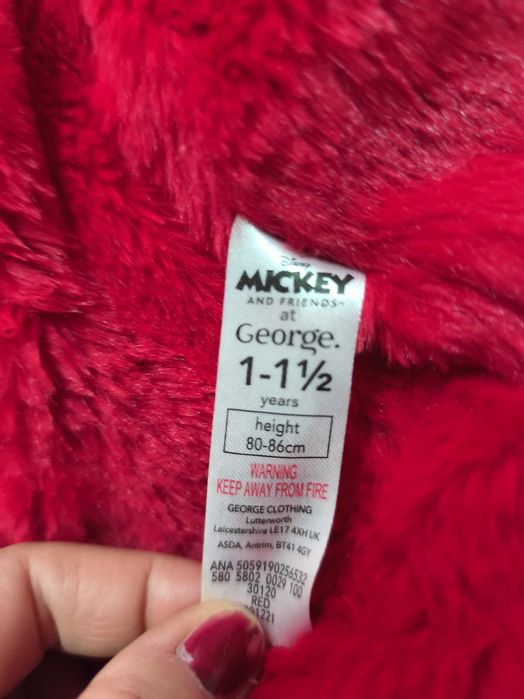 Disney
MICKEY
AND FRIENDS™
at
George.
1-1½
years
height
80-86cm
WARNING
KEEP AWAY FROM FIRE
GEORGE CLOTHING
Lutterworth
Leicestershire LE17 4XH UK
ASDA, Antrim, BT41 4GY
ANA 5059190256532
580 5802 0029 100
30120
RED